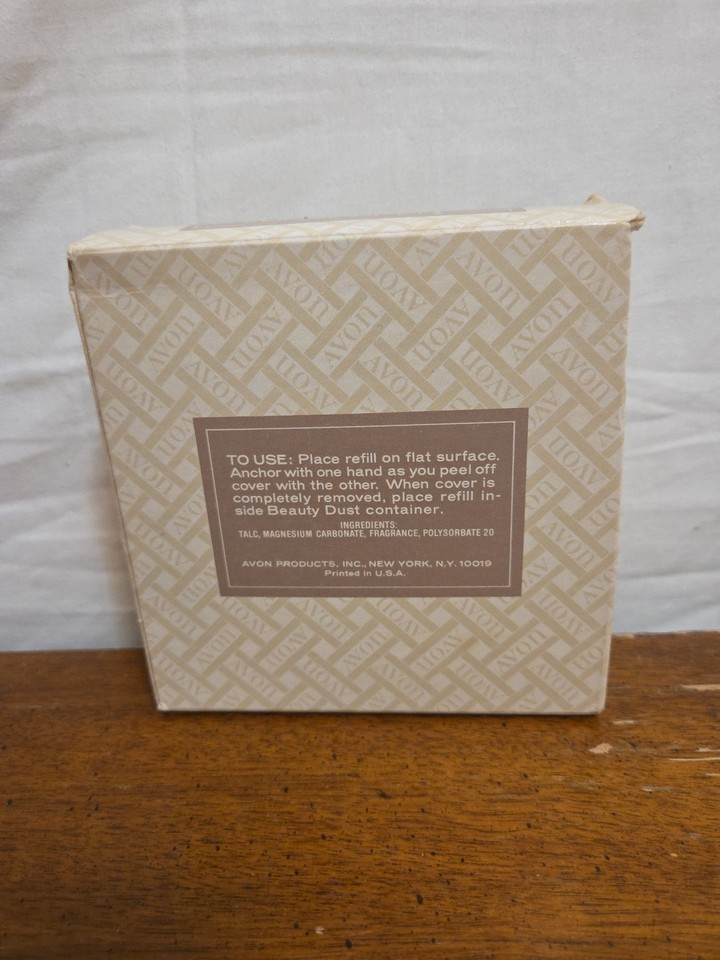 TO USE: Place refill on flat surface.
Anchor with one hand as you peel off
cover with the other. When cover is
completely removed, place refill in-
side Beauty Dust container.
INGREDIENTS:
TALC, MAGNESIUM CARBONATE, FRAGRANCE, POLYSORBATE 20
AVON PRODUCTS, INC., NEW YORK, N.Y. 10019
Printed in U.S.A.
AVON